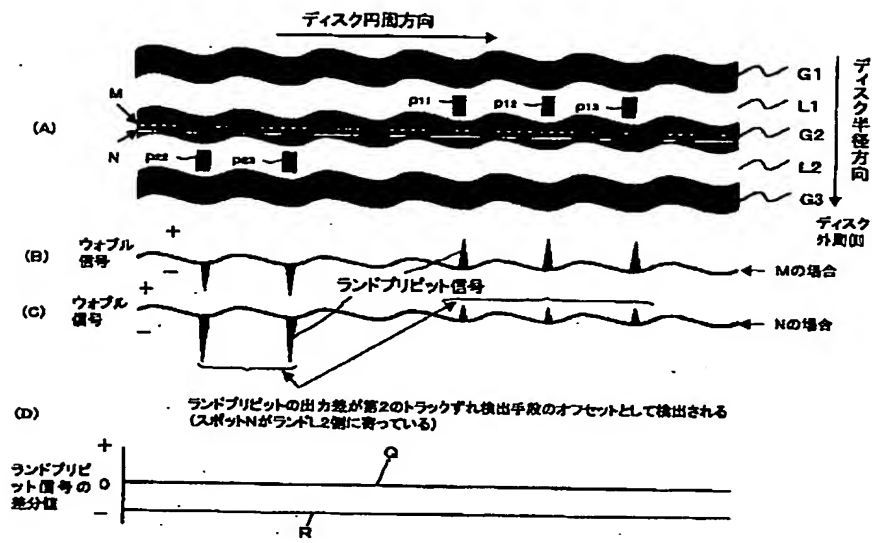 ディスク円周方向
G1
L1
G2
L2
G3
ディスク半径方向
ディスク
外周側
M
N
(A)
P11
P12
P13
P22
P23
(B)
ウォブル
信号
+
−
Mの場合
ランドプリピット信号
(C)
ウォブル
信号
+
−
Nの場合
ランドプリピットの出力差が第2のトラックずれ検出手段のオフセットとして検出される
(スポットNがランドL2側に寄っている)
(D)
ランドプリピ
ット信号の
差分値
+
0
−
Q
R